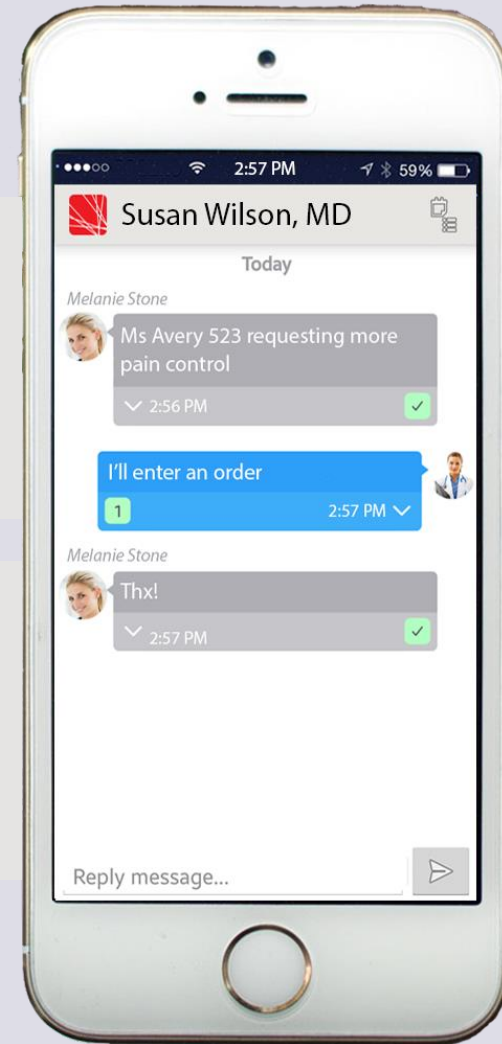 2:57 PM
59%
Susan Wilson, MD
Today
Melanie Stone
Ms Avery 523 requesting more
pain control
2:56 PM
I'll enter an order
1
2:57 PM
Melanie Stone
Thx!
2:57 PM
Reply message...